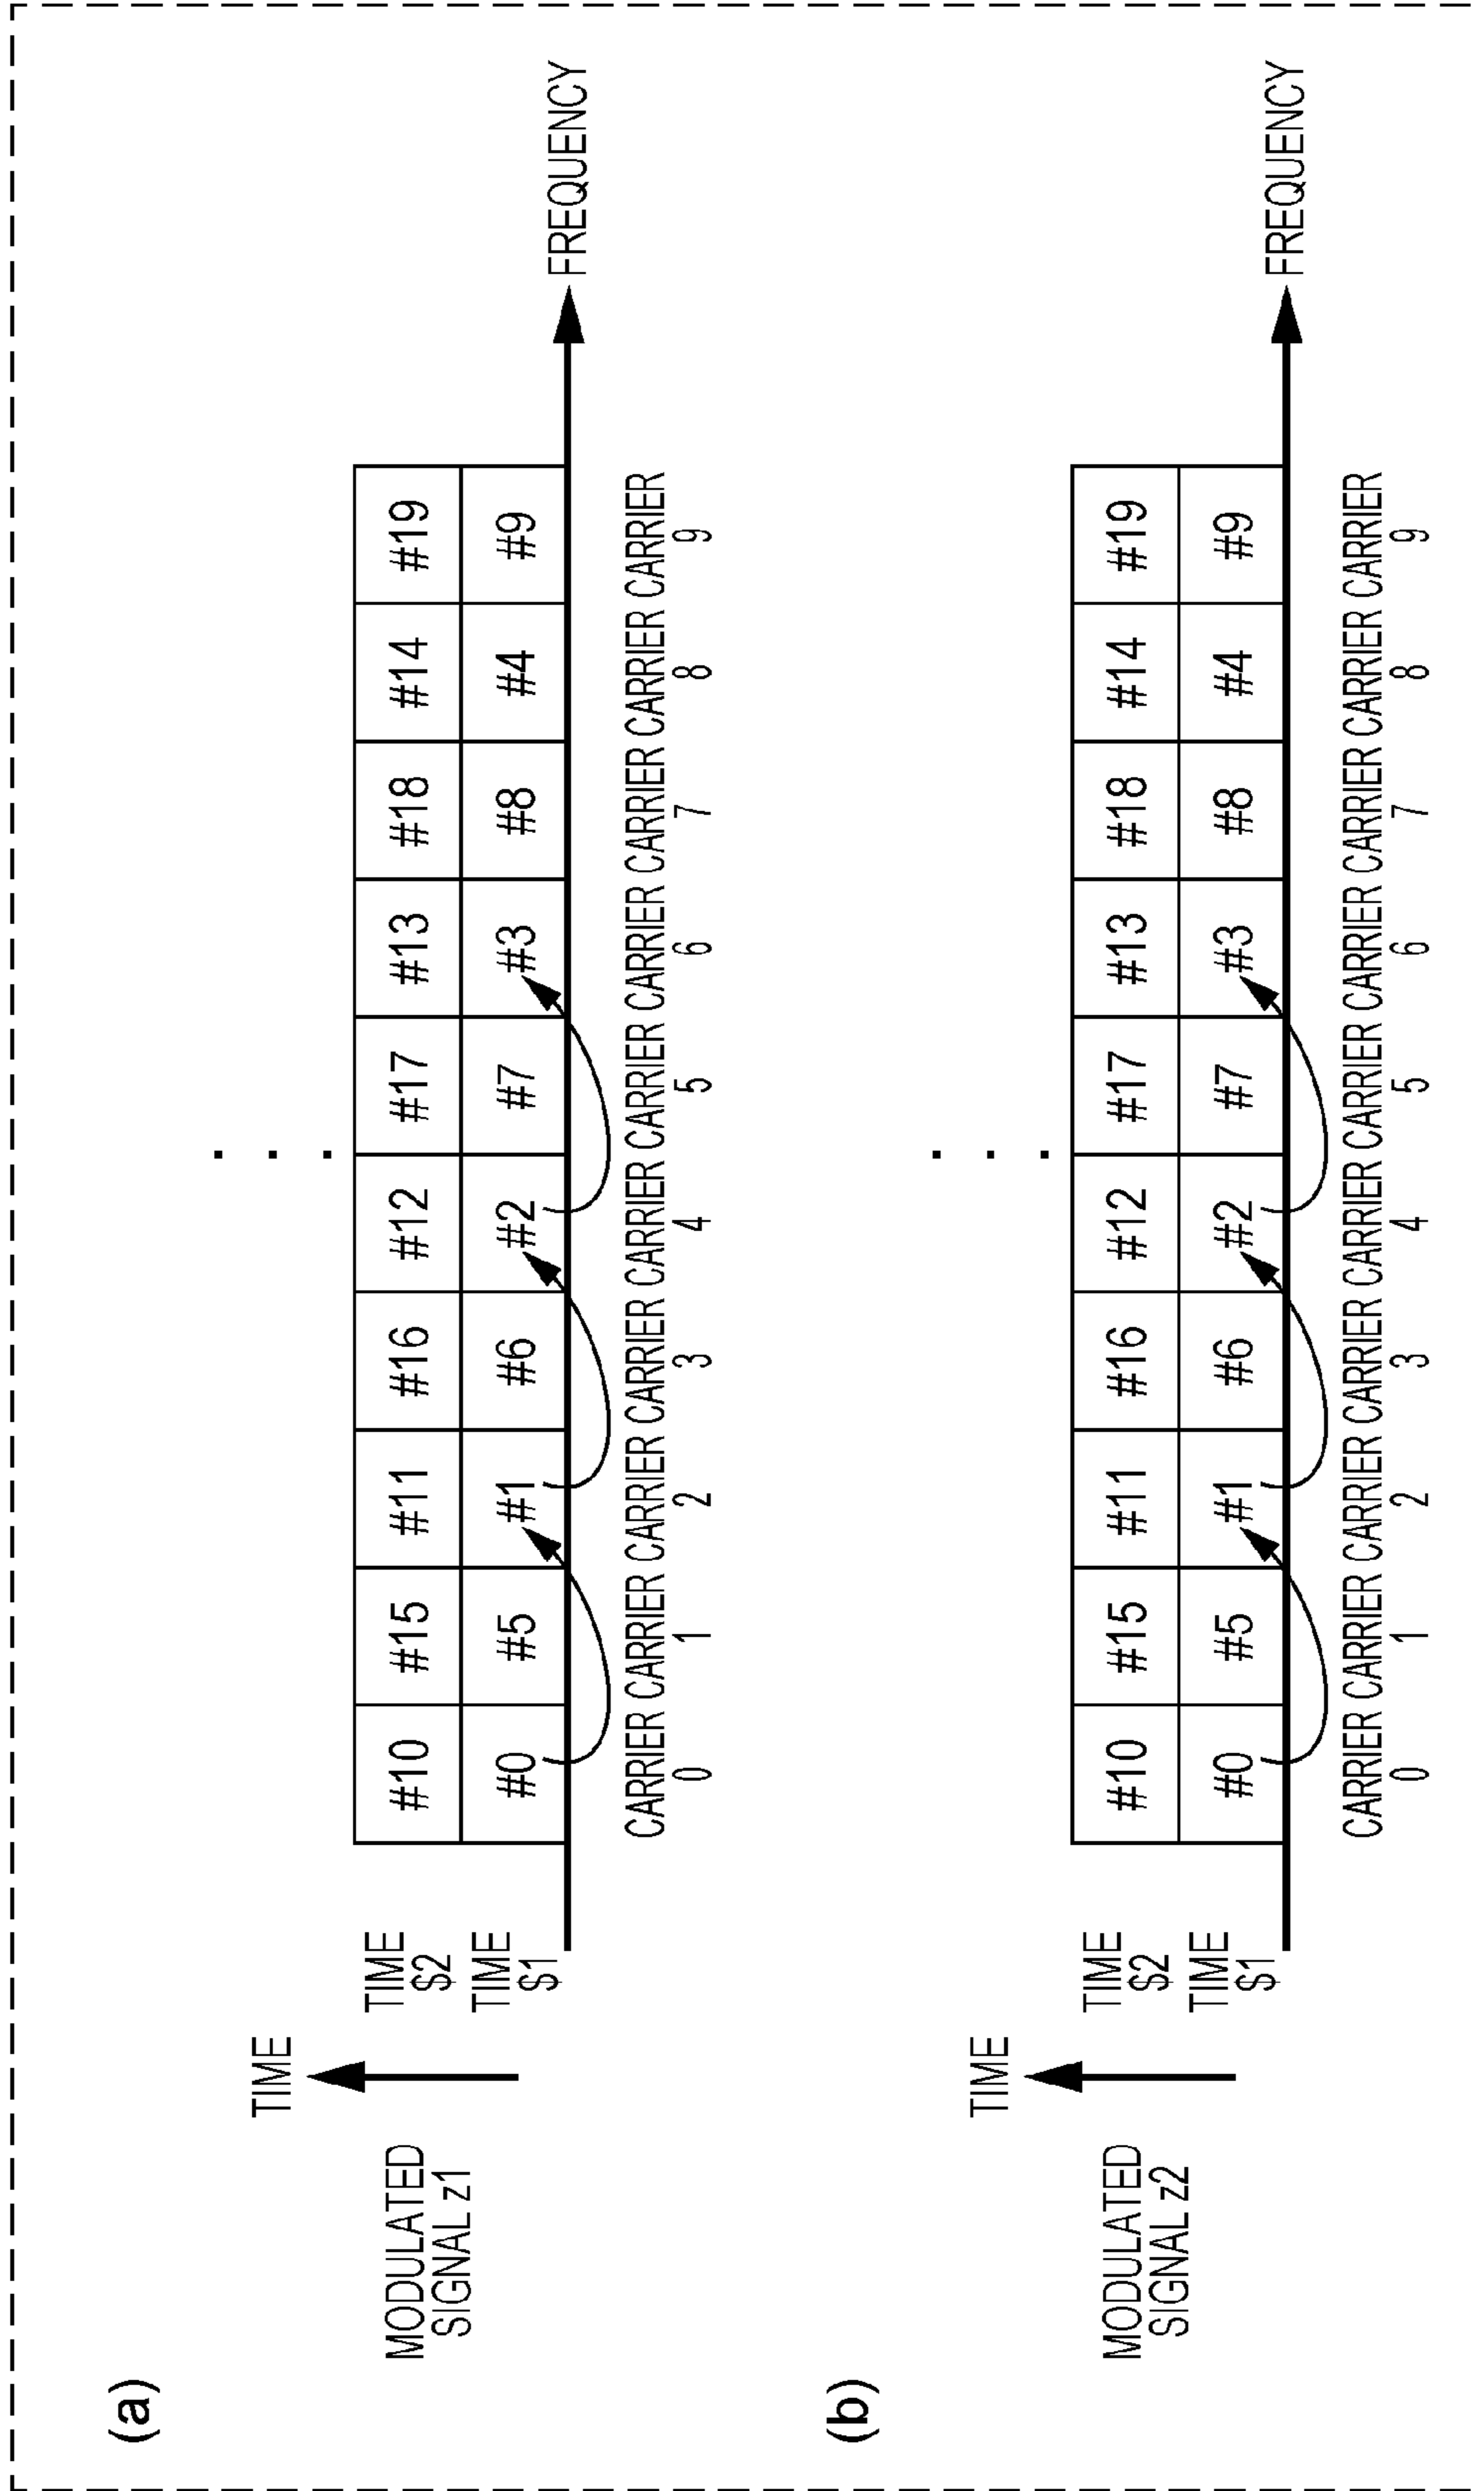 (a)
TIME
MODULATED
SIGNAL z1
TIME
$2
#10 #15 #11 #16 #12 #17 #13 #18 #14 #19
TIME
$1
#0 #5 #1 #6 #2 #7 #3 #8 #4 #9
FREQUENCY
CARRIER CARRIER CARRIER CARRIER CARRIER CARRIER CARRIER CARRIER CARRIER CARRIER
0 1 2 3 4 5 6 7 8 9
(b)
TIME
MODULATED
SIGNAL z2
TIME
$2
#10 #15 #11 #16 #12 #17 #13 #18 #14 #19
TIME
$1
#0 #5 #1 #6 #2 #7 #3 #8 #4 #9
FREQUENCY
CARRIER CARRIER CARRIER CARRIER CARRIER CARRIER CARRIER CARRIER CARRIER CARRIER
0 1 2 3 4 5 6 7 8 9